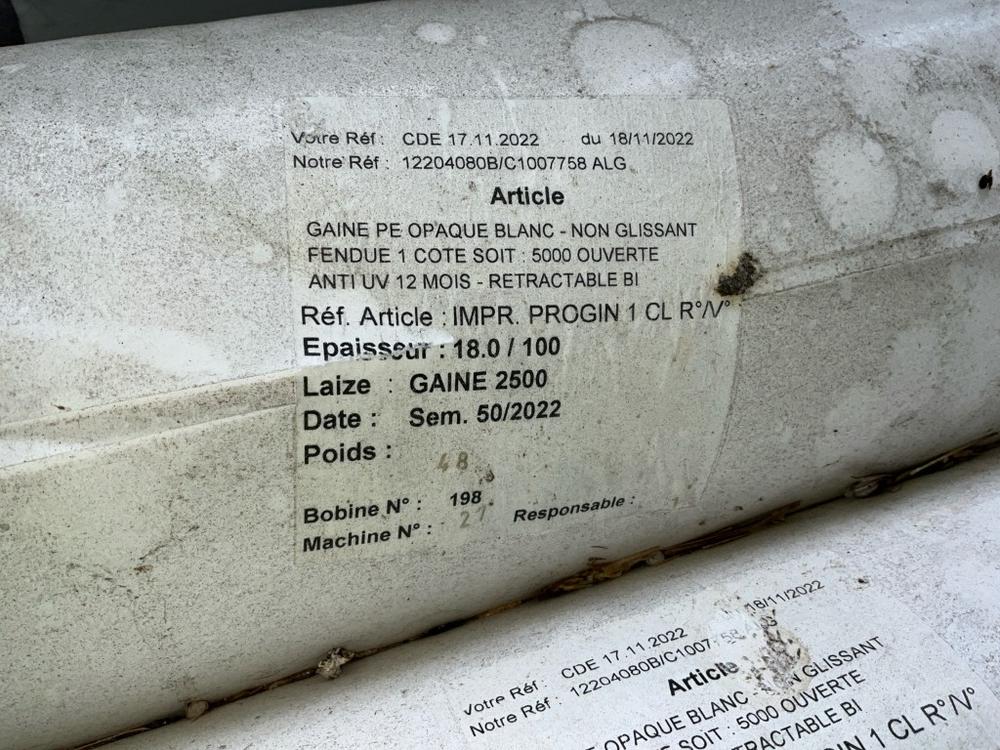 Votre Réf : CDE 17.11.2022 du 18/11/2022
Notre Réf : 12204080B/C1007758 ALG
Article
GAINE PE OPAQUE BLANC - NON GLISSANT
FENDUE 1 COTE SOIT : 5000 OUVERTE
ANTI UV 12 MOIS - RETRACTABLE BI
Réf. Article : IMPR. PROGIN 1 CL R°/V°
Epaisseur : 18.0 / 100
Laize : GAINE 2500
Date : Sem. 50/2022
Poids : 48
Bobine N° : 198
Machine N° : 27 Responsable :
Votre Réf : CDE 17.11.2022 18/11/2022
Notre Réf : 12204080B/C1007758
Article
OPAQUE BLANC - NON GLISSANT
SOIT : 5000 OUVERTE
RETRACTABLE BI
1 CL R°/V°